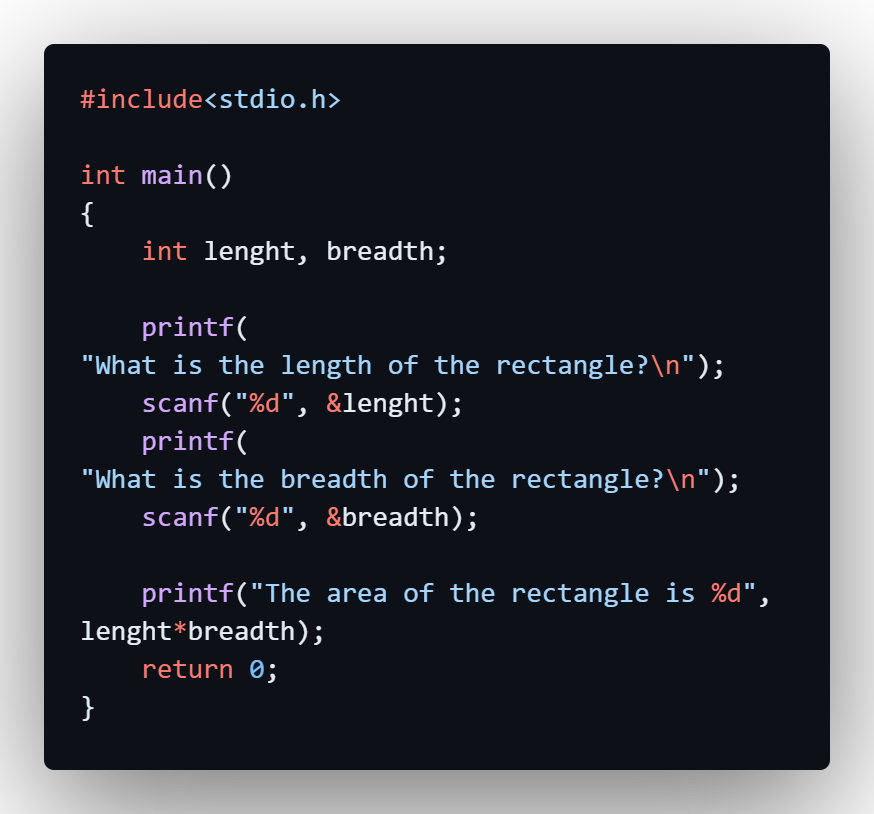 #include<stdio.h>
int main()
{
int lenght, breadth;
printf(
"What is the length of the rectangle?\n");
scanf("%d", &lenght);
printf(
"What is the breadth of the rectangle?\n");
scanf("%d", &breadth);
printf("The area of the rectangle is %d",
lenght*breadth);
return 0;
}